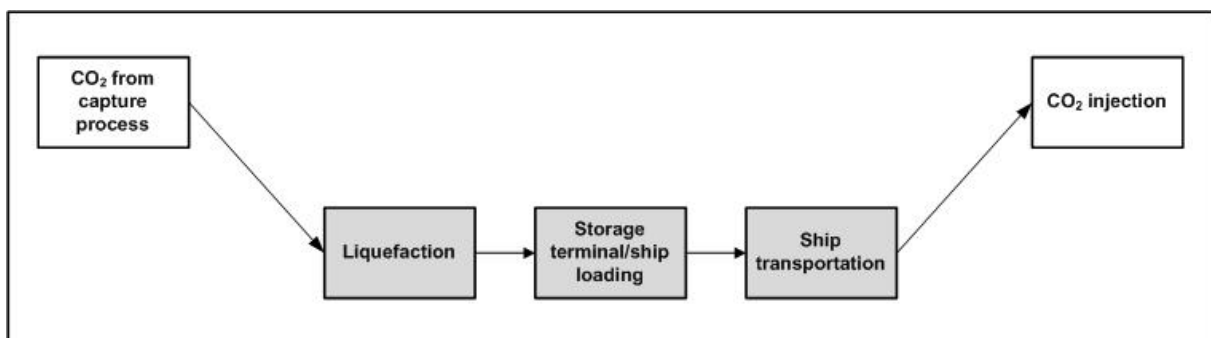 CO₂ from
capture
process
CO₂ injection
Liquefaction
Storage
terminal/ship
loading
Ship
transportation